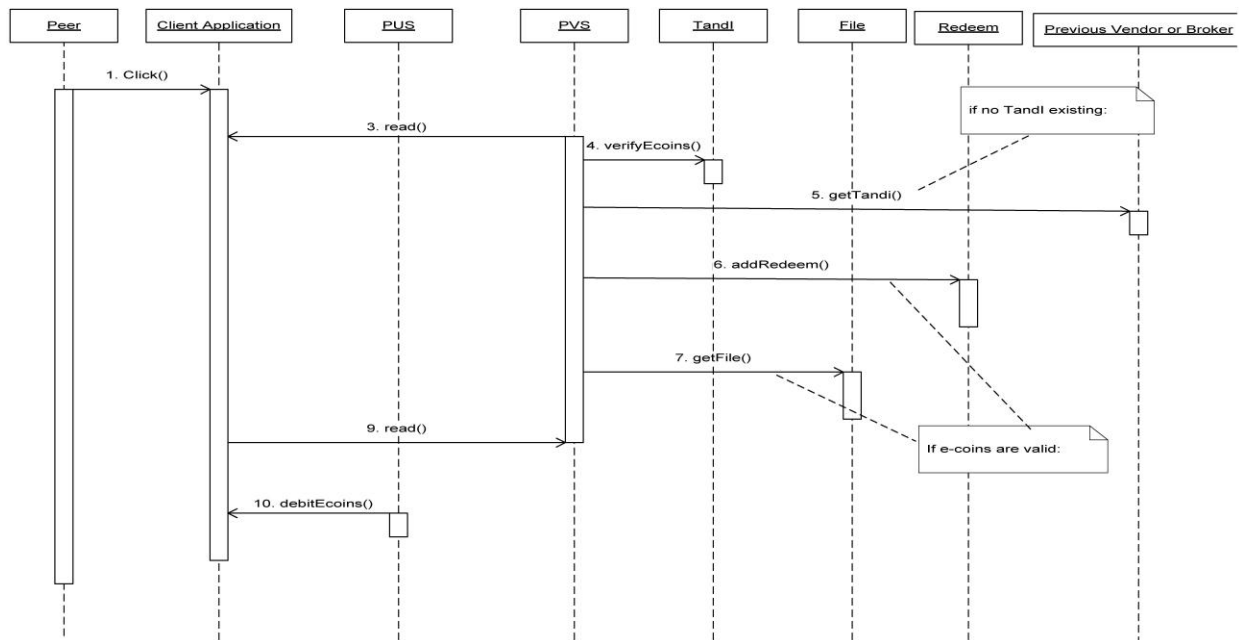 Peer
Client Application
PUS
PVS
TandI
File
Redeem
Previous Vendor or Broker
1. Click()
if no TandI existing:
3. read()
4. verifyEcoins()
5. getTandi()
6. addRedeem()
7. getFile()
9. read()
If e-coins are valid:
10. debitEcoins()